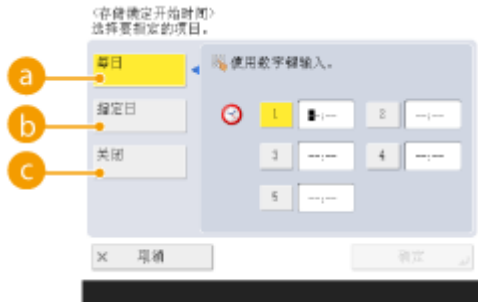 <存储锁定开始时间>
选择要指定的项目。
a
每日
使用数字键输入。
b
指定日
1
--:--
2
--:--
c
关闭
3
--:--
4
--:--
5
--:--
× 取消
确定